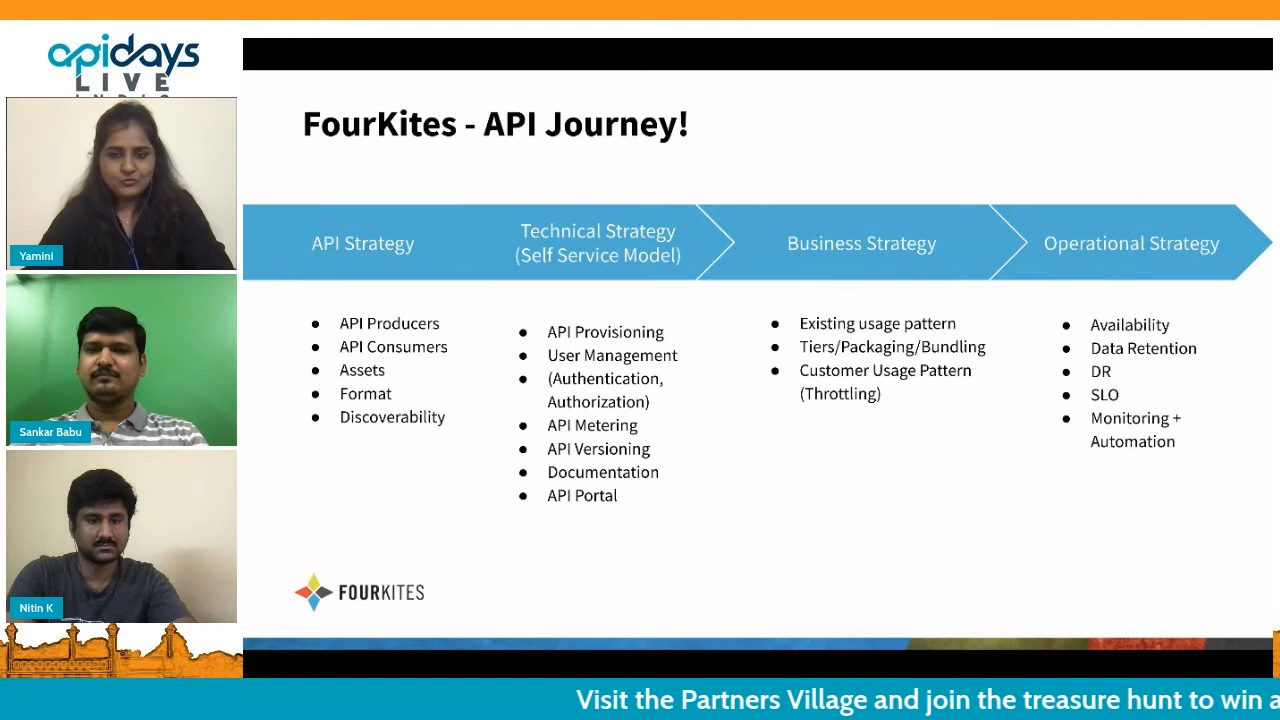 apidays
LIVE
INDIA
Yamini
Sankar Babu
Nitin K
FourKites - API Journey!
API Strategy
Technical Strategy
(Self Service Model)
Business Strategy
Operational Strategy
● API Producers
● API Consumers
● Assets
● Format
● Discoverability
● API Provisioning
● User Management
● (Authentication,
Authorization)
● API Metering
● API Versioning
● Documentation
● API Portal
● Existing usage pattern
● Tiers/Packaging/Bundling
● Customer Usage Pattern
(Throttling)
● Availability
● Data Retention
● DR
● SLO
● Monitoring +
Automation
FOURKITES
Visit the Partners Village and join the treasure hunt to win a